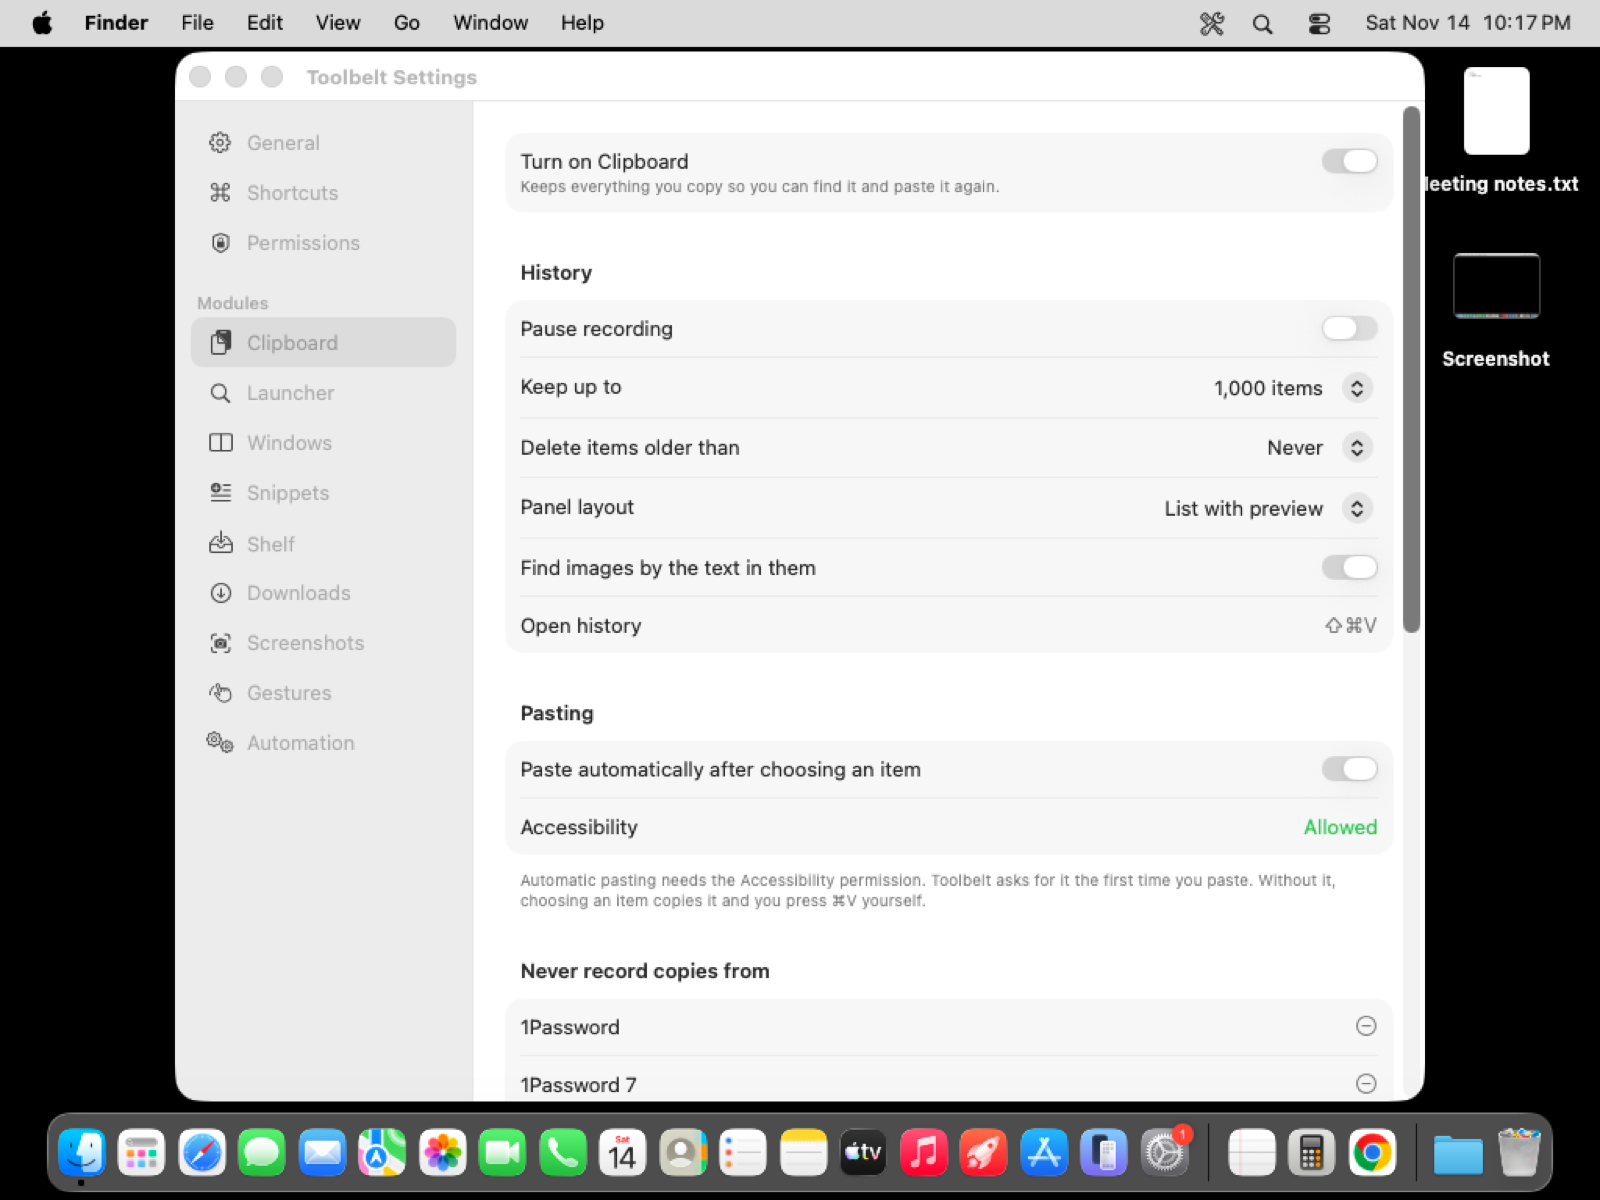 Finder File Edit View Go Window Help Sat Nov 14 10:17 PM
Toolbelt Settings
General
Shortcuts
Permissions
Modules
Clipboard
Launcher
Windows
Snippets
Shelf
Downloads
Screenshots
Gestures
Automation
Turn on Clipboard
Keeps everything you copy so you can find it and paste it again.
History
Pause recording
Keep up to 1,000 items
Delete items older than Never
Panel layout List with preview
Find images by the text in them
Open history ⇧⌘V
Pasting
Paste automatically after choosing an item
Accessibility Allowed
Automatic pasting needs the Accessibility permission. Toolbelt asks for it the first time you paste. Without it,
choosing an item copies it and you press ⌘V yourself.
Never record copies from
1Password
1Password 7
eeting notes.txt
Screenshot
Sat
14
tv
1